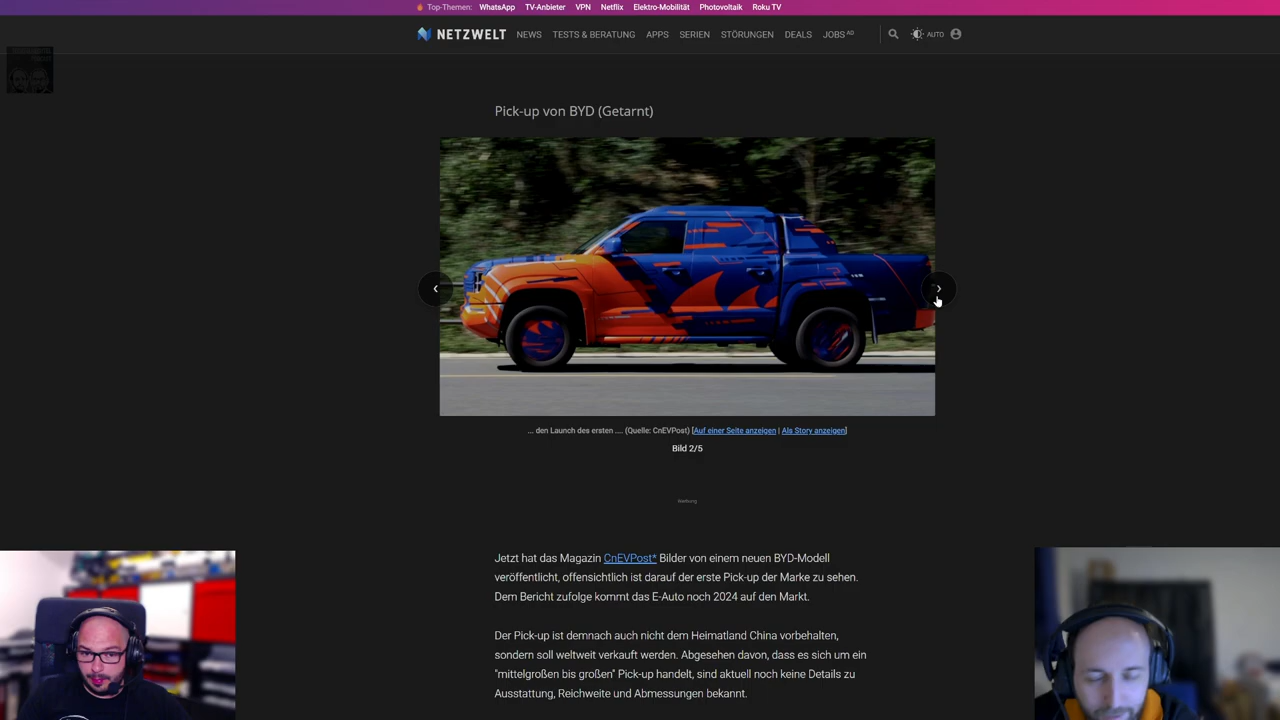 Top-Themen: WhatsApp TV-Anbieter VPN Netflix Elektro-Mobilität Photovoltaik Roku TV
NETZWELT NEWS TESTS & BERATUNG APPS SERIEN STÖRUNGEN DEALS JOBS AD AUTO
Pick-up von BYD (Getarnt)
... den Launch des ersten .... (Quelle: CnEVPost) [Auf einer Seite anzeigen | Als Story anzeigen]
Bild 2/5
Werbung
Jetzt hat das Magazin CnEVPost* Bilder von einem neuen BYD-Modell
veröffentlicht, offensichtlich ist darauf der erste Pick-up der Marke zu sehen.
Dem Bericht zufolge kommt das E-Auto noch 2024 auf den Markt.
Der Pick-up ist demnach auch nicht dem Heimatland China vorbehalten,
sondern soll weltweit verkauft werden. Abgesehen davon, dass es sich um ein
"mittelgroßen bis großen" Pick-up handelt, sind aktuell noch keine Details zu
Ausstattung, Reichweite und Abmessungen bekannt.